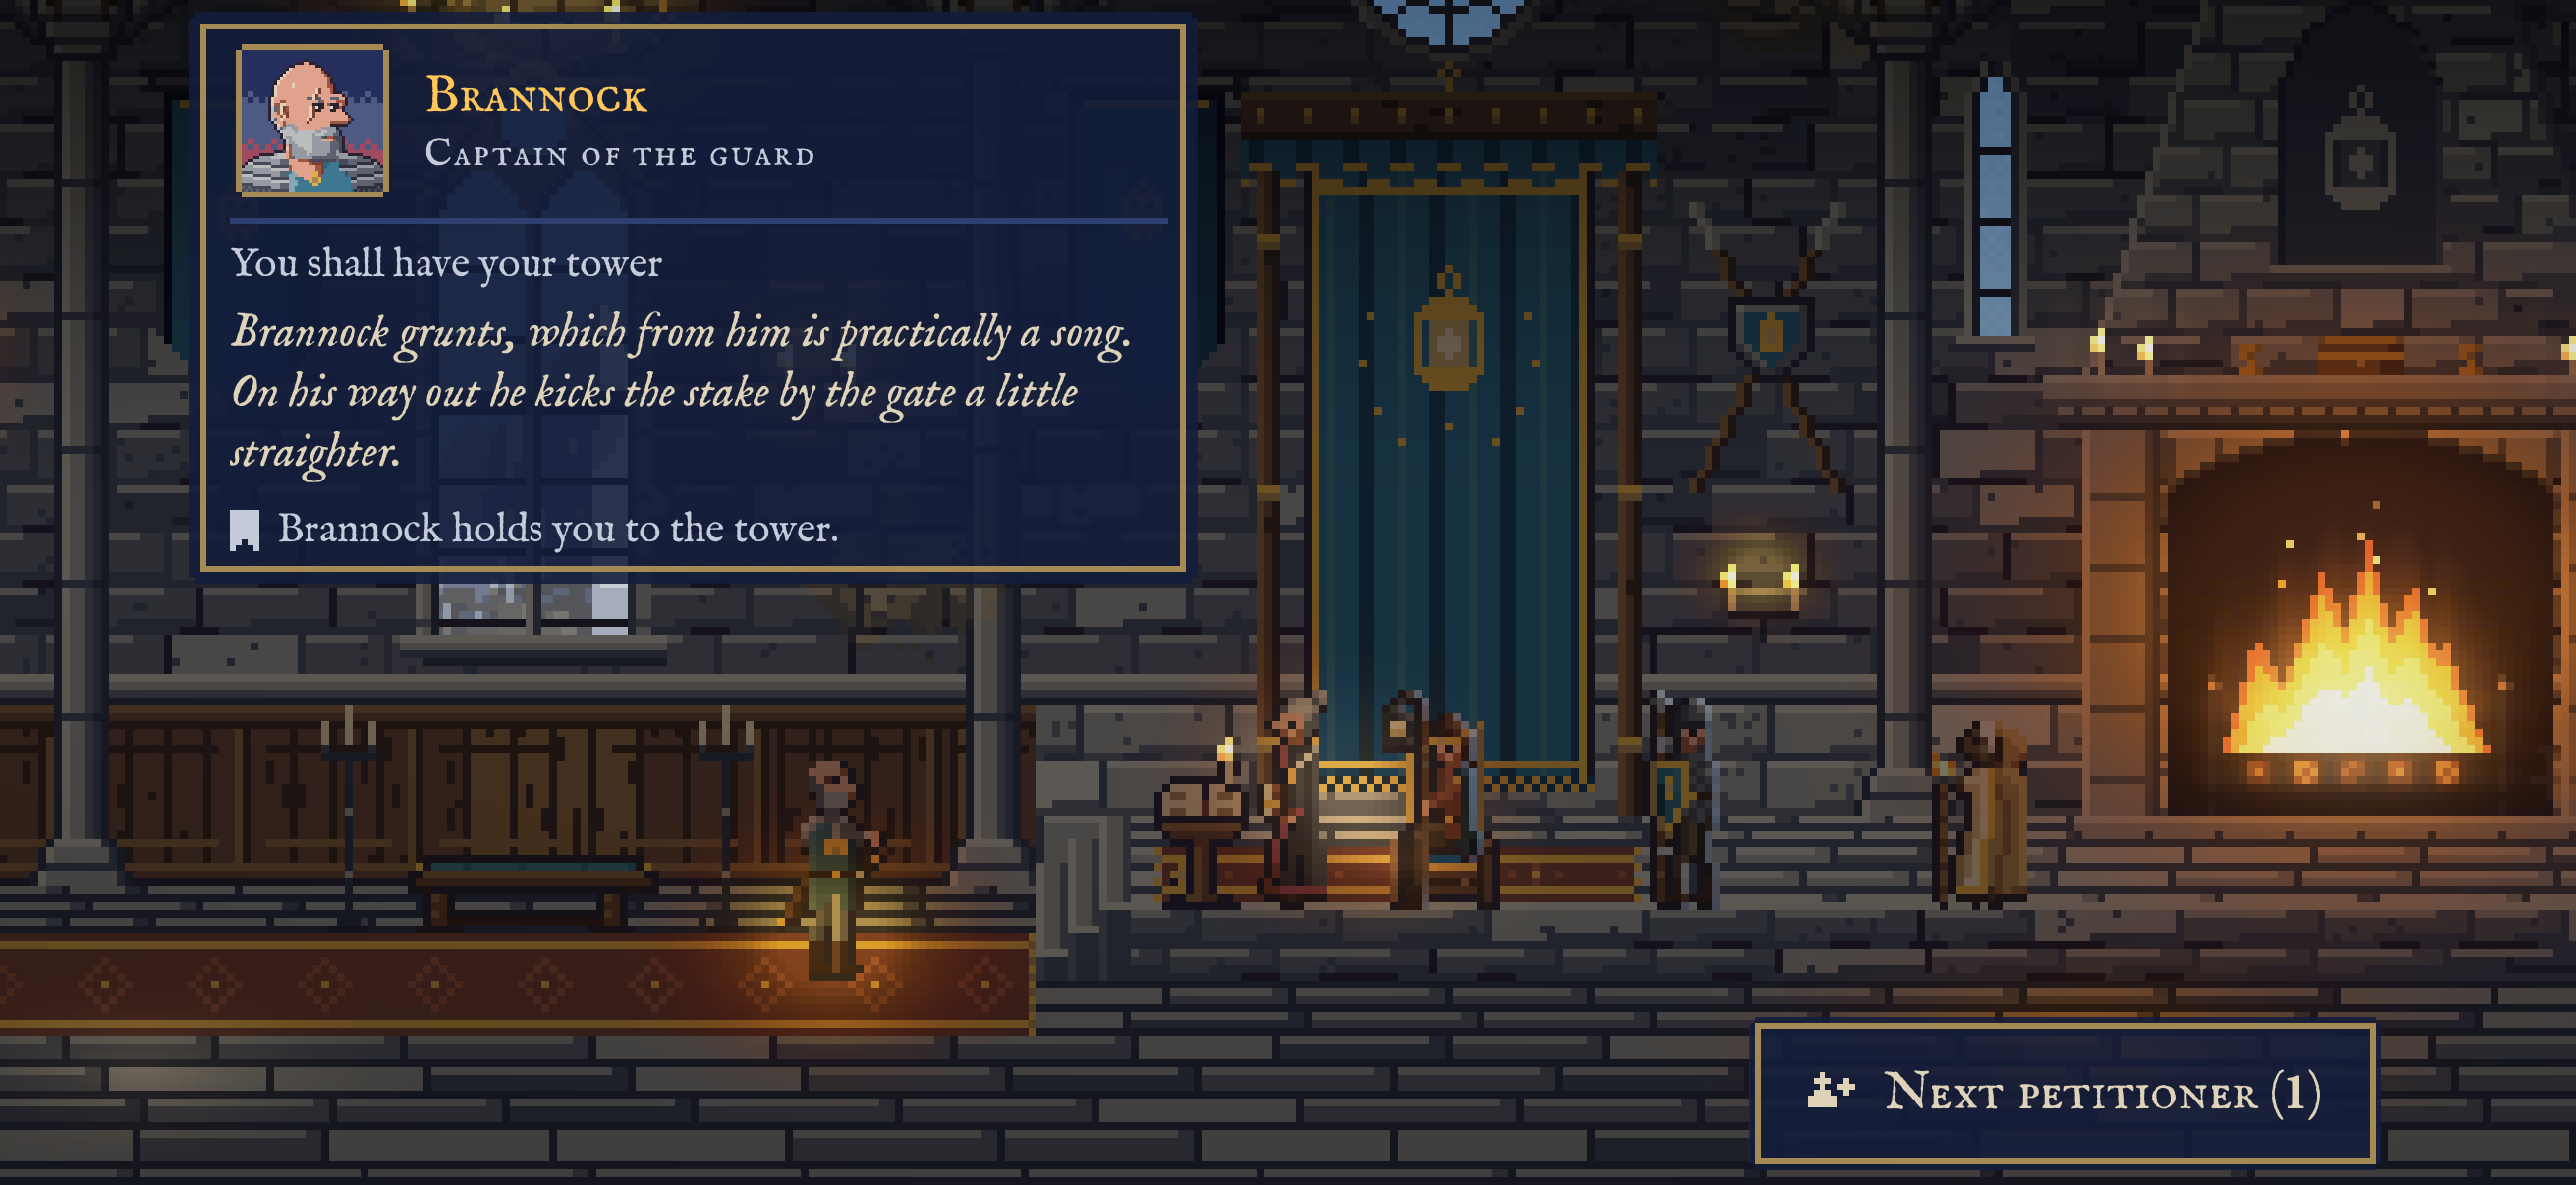 Brannock
Captain of the guard
You shall have your tower
Brannock grunts, which from him is practically a song.
On his way out he kicks the stake by the gate a little
straighter.
Brannock holds you to the tower.
Next petitioner (1)